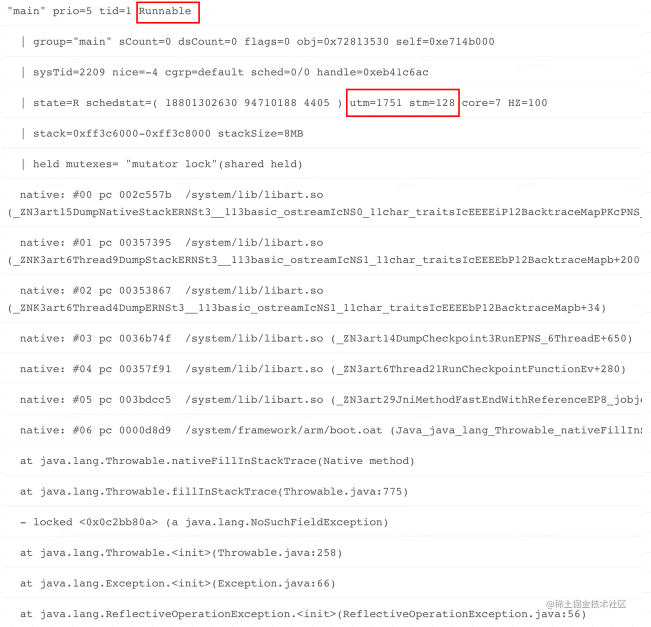 "main" prio=5 tid=1 Runnable
| group="main" sCount=0 dsCount=0 flags=0 obj=0x72813530 self=0xe714b000
| sysTid=2209 nice=-4 cgrp=default sched=0/0 handle=0xeb41c6ac
| state=R schedstat=( 18801302630 94710188 4405 ) utm=1751 stm=128 core=7 HZ=100
| stack=0xff3c6000-0xff3c8000 stackSize=8MB
| held mutexes= "mutator lock"(shared held)
native: #00 pc 002c557b  /system/lib/libart.so
(_ZN3art15DumpNativeStackERNSt3__113basic_ostreamIcNS0_11char_traitsIcEEEEiP12BacktraceMapPKcPNS_
native: #01 pc 00357395  /system/lib/libart.so
(_ZNK3art6Thread9DumpStackERNSt3__113basic_ostreamIcNS1_11char_traitsIcEEEEbP12BacktraceMapb+200
native: #02 pc 00353867  /system/lib/libart.so
(_ZNK3art6Thread4DumpERNSt3__113basic_ostreamIcNS1_11char_traitsIcEEEEbP12BacktraceMapb+34)
native: #03 pc 0036b74f  /system/lib/libart.so (_ZN3art14DumpCheckpoint3RunEPNS_6ThreadE+650)
native: #04 pc 00357f91  /system/lib/libart.so (_ZN3art6Thread21RunCheckpointFunctionEv+280)
native: #05 pc 003bdcc5  /system/lib/libart.so (_ZN3art29JniMethodFastEndWithReferenceEP8_jobje
native: #06 pc 0000d8d9  /system/framework/arm/boot.oat (Java_java_lang_Throwable_nativeFillInS
at java.lang.Throwable.nativeFillInStackTrace(Native method)
at java.lang.Throwable.fillInStackTrace(Throwable.java:775)
- locked <0x0c2bb80a> (a java.lang.NoSuchFieldException)
at java.lang.Throwable.<init>(Throwable.java:258)
at java.lang.Exception.<init>(Exception.java:66)
at java.lang.ReflectiveOperationException.<init>(ReflectiveOperationException.java:56)
@稀土掘金技术社区